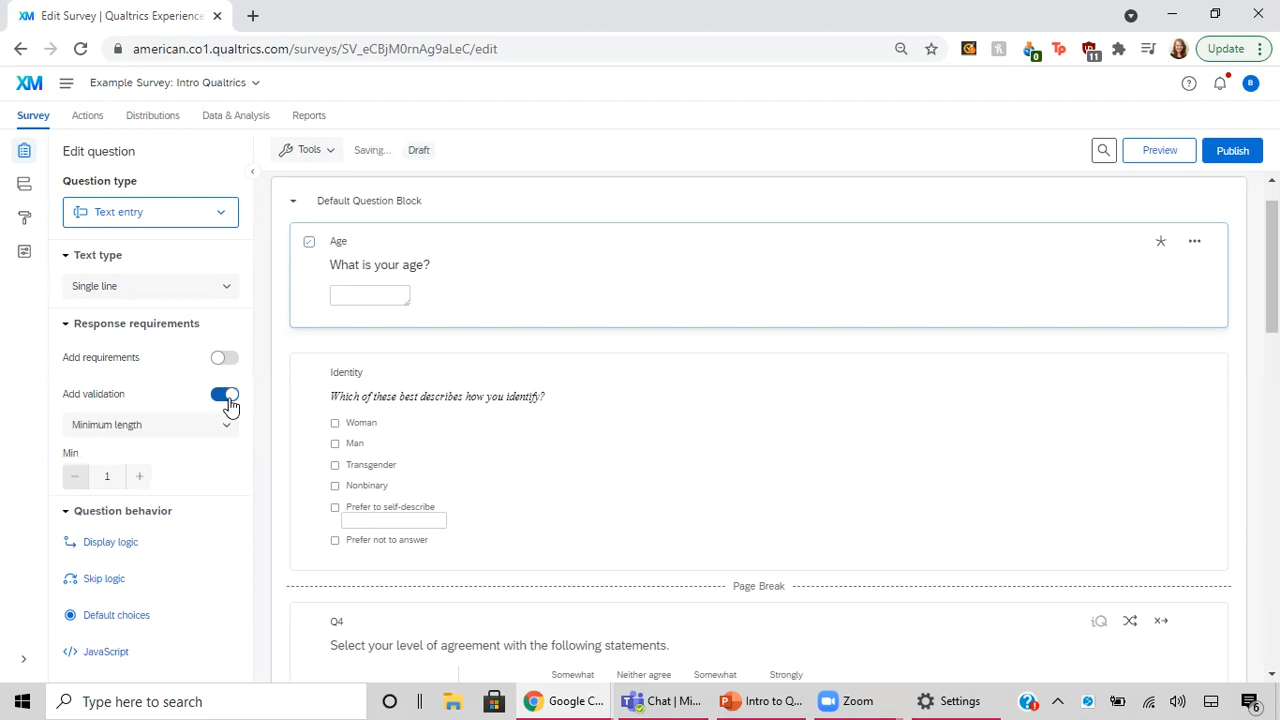 XM Edit Survey | Qualtrics Experience
american.co1.qualtrics.com/surveys/SV_eCBjM0rnAg9aLeC/edit
Tp
0
11
Update
XM
Example Survey: Intro Qualtrics
B
Survey
Actions
Distributions
Data & Analysis
Reports
Edit question
Tools
Saving...
Draft
Preview
Publish
Question type
Text entry
Text type
Single line
Response requirements
Add requirements
Add validation
Minimum length
Min
1
Question behavior
Display logic
Skip logic
Default choices
JavaScript
Default Question Block
Age
What is your age?
Identity
Which of these best describes how you identify?
Woman
Man
Transgender
Nonbinary
Prefer to self-describe
Prefer not to answer
Page Break
Q4
iQ
Select your level of agreement with the following statements.
Somewhat
Neither agree
Somewhat
Strongly
Type here to search
Google C...
Chat | Mi...
Intro to Q...
Zoom
Settings
6